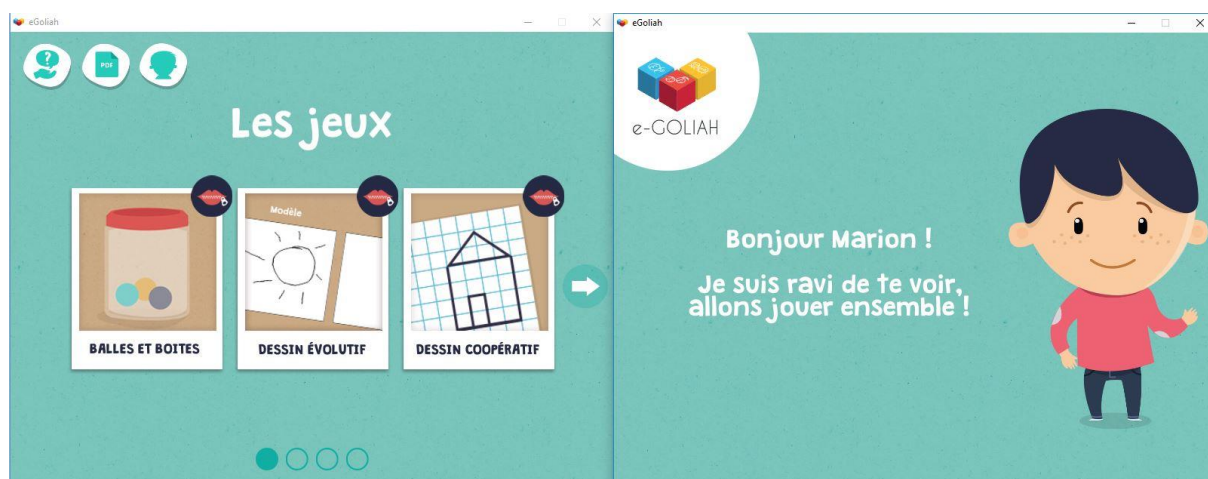 eGoliah
PDF
Les jeux
Modèle
BALLES ET BOITES
DESSIN ÉVOLUTIF
DESSIN COOPÉRATIF
eGoliah
e-GOLIAH
Bonjour Marion !
Je suis ravi de te voir,
allons jouer ensemble !